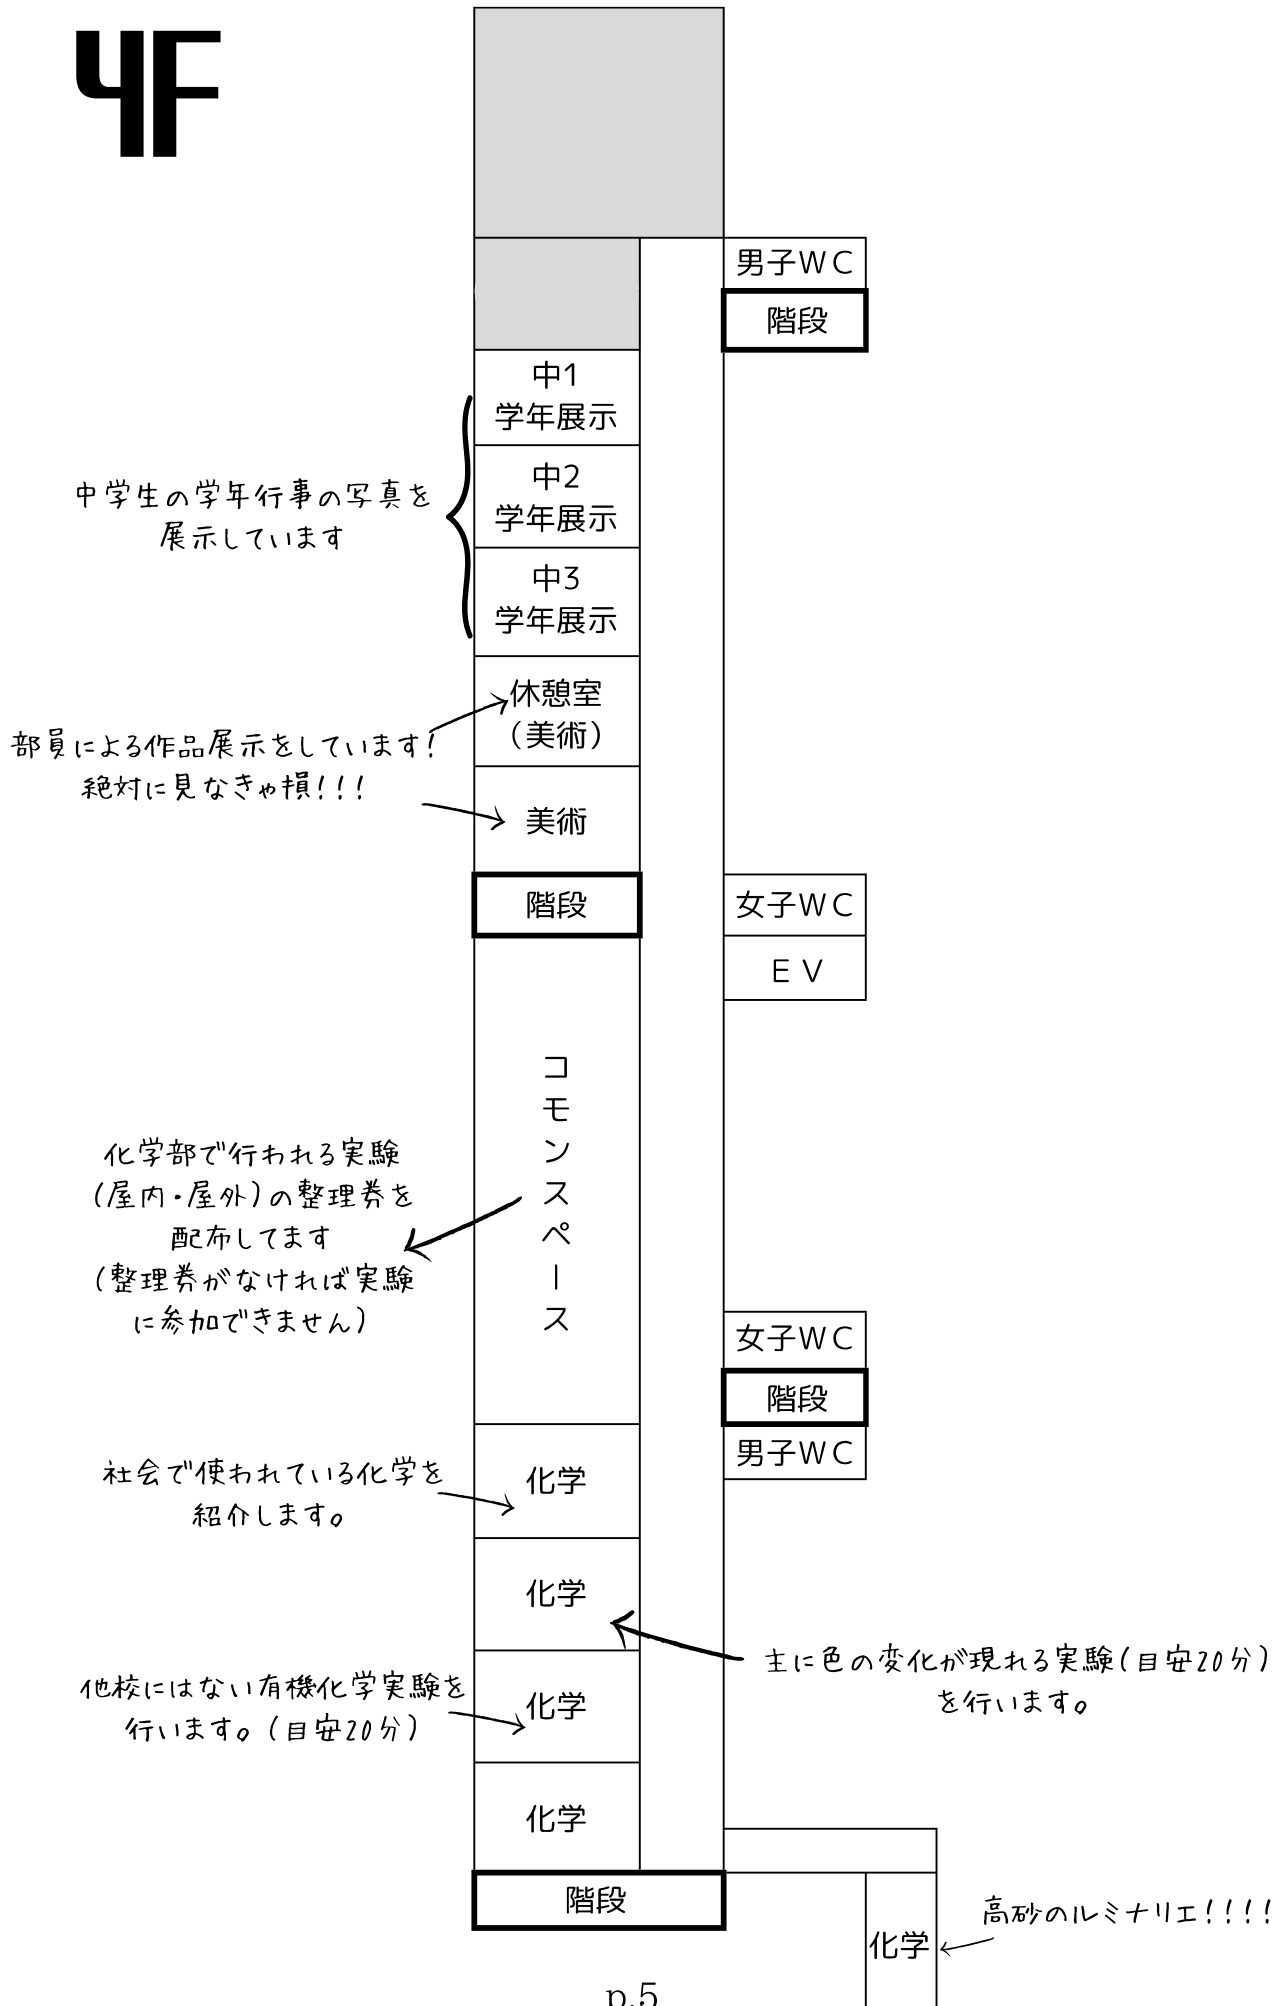 4F
男子WC
階段
中1
学年展示
中2
学年展示
中3
学年展示
中学生の学年行事の写真を
展示しています
休憩室
(美術)
部員による作品展示をしています!
絶対に見なきゃ損!!!
美術
階段
女子WC
EV
コモンスペース
化学部で行われる実験
(屋内・屋外)の整理券を
配布してます
(整理券がなければ実験
に参加できません)
女子WC
階段
男子WC
社会で使われている化学を
紹介します。
化学
化学
主に色の変化が現れる実験(目安20分)
を行います。
他校にはない有機化学実験を
行います。(目安20分)
化学
化学
階段
高砂のルミナリエ!!!!
化学
p.5